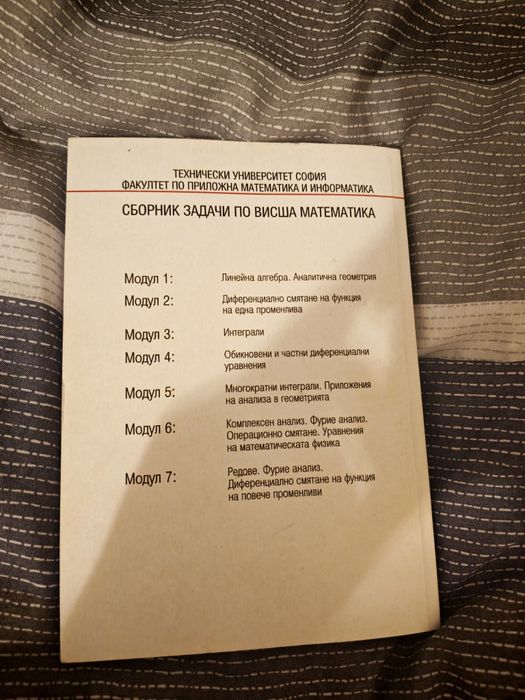 ТЕХНИЧЕСКИ УНИВЕРСИТЕТ СОФИЯ
ФАКУЛТЕТ ПО ПРИЛОЖНА МАТЕМАТИКА И ИНФОРМАТИКА
СБОРНИК ЗАДАЧИ ПО ВИСША МАТЕМАТИКА
Модул 1: Линейна алгебра. Аналитична геометрия
Модул 2: Диференциално смятане на функция
на една променлива
Модул 3: Интеграли
Модул 4: Обикновени и частни диференциални
уравнения
Модул 5: Многократни интеграли. Приложения
на анализа в геометрията
Модул 6: Комплексен анализ. Фурие анализ.
Операционно смятане. Уравнения
на математическата физика
Модул 7: Редове. Фурие анализ.
Диференциално смятане на функция
на повече променливи